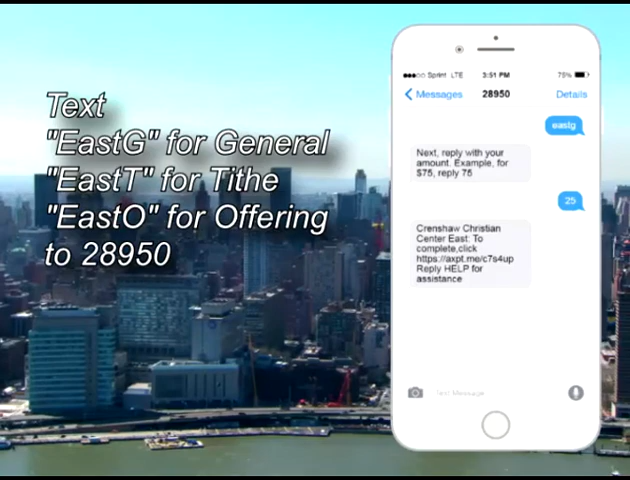 Text
"EastG" for General
"EastT" for Tithe
"EastO" for Offering
to 28950
Sprint LTE
3:51 PM
75%
Messages
28950
Details
eastg
Next, reply with your
amount. Example, for
$75, reply 75
25
Crenshaw Christian
Center East: To
complete,click
https://axpt.me/c7s4up
Reply HELP for
assistance
Text Message